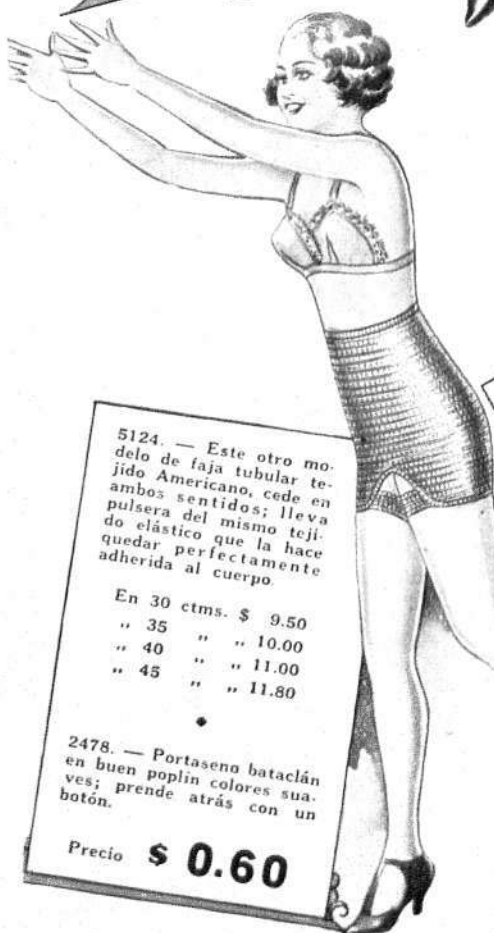 5124. — Este otro mo-
delo de faja tubular te-
jido Americano, cede en
ambos sentidos; lleva
pulsera del mismo teji-
do elástico que la hace
quedar perfectamente
adherida al cuerpo.
En 30 ctms. $ 9.50
„ 35 „ „ 10.00
„ 40 „ „ 11.00
„ 45 „ „ 11.80
2478. — Portaseno bataclán
en buen poplin colores sua-
ves; prende atrás con un
botón.
Precio $ 0.60